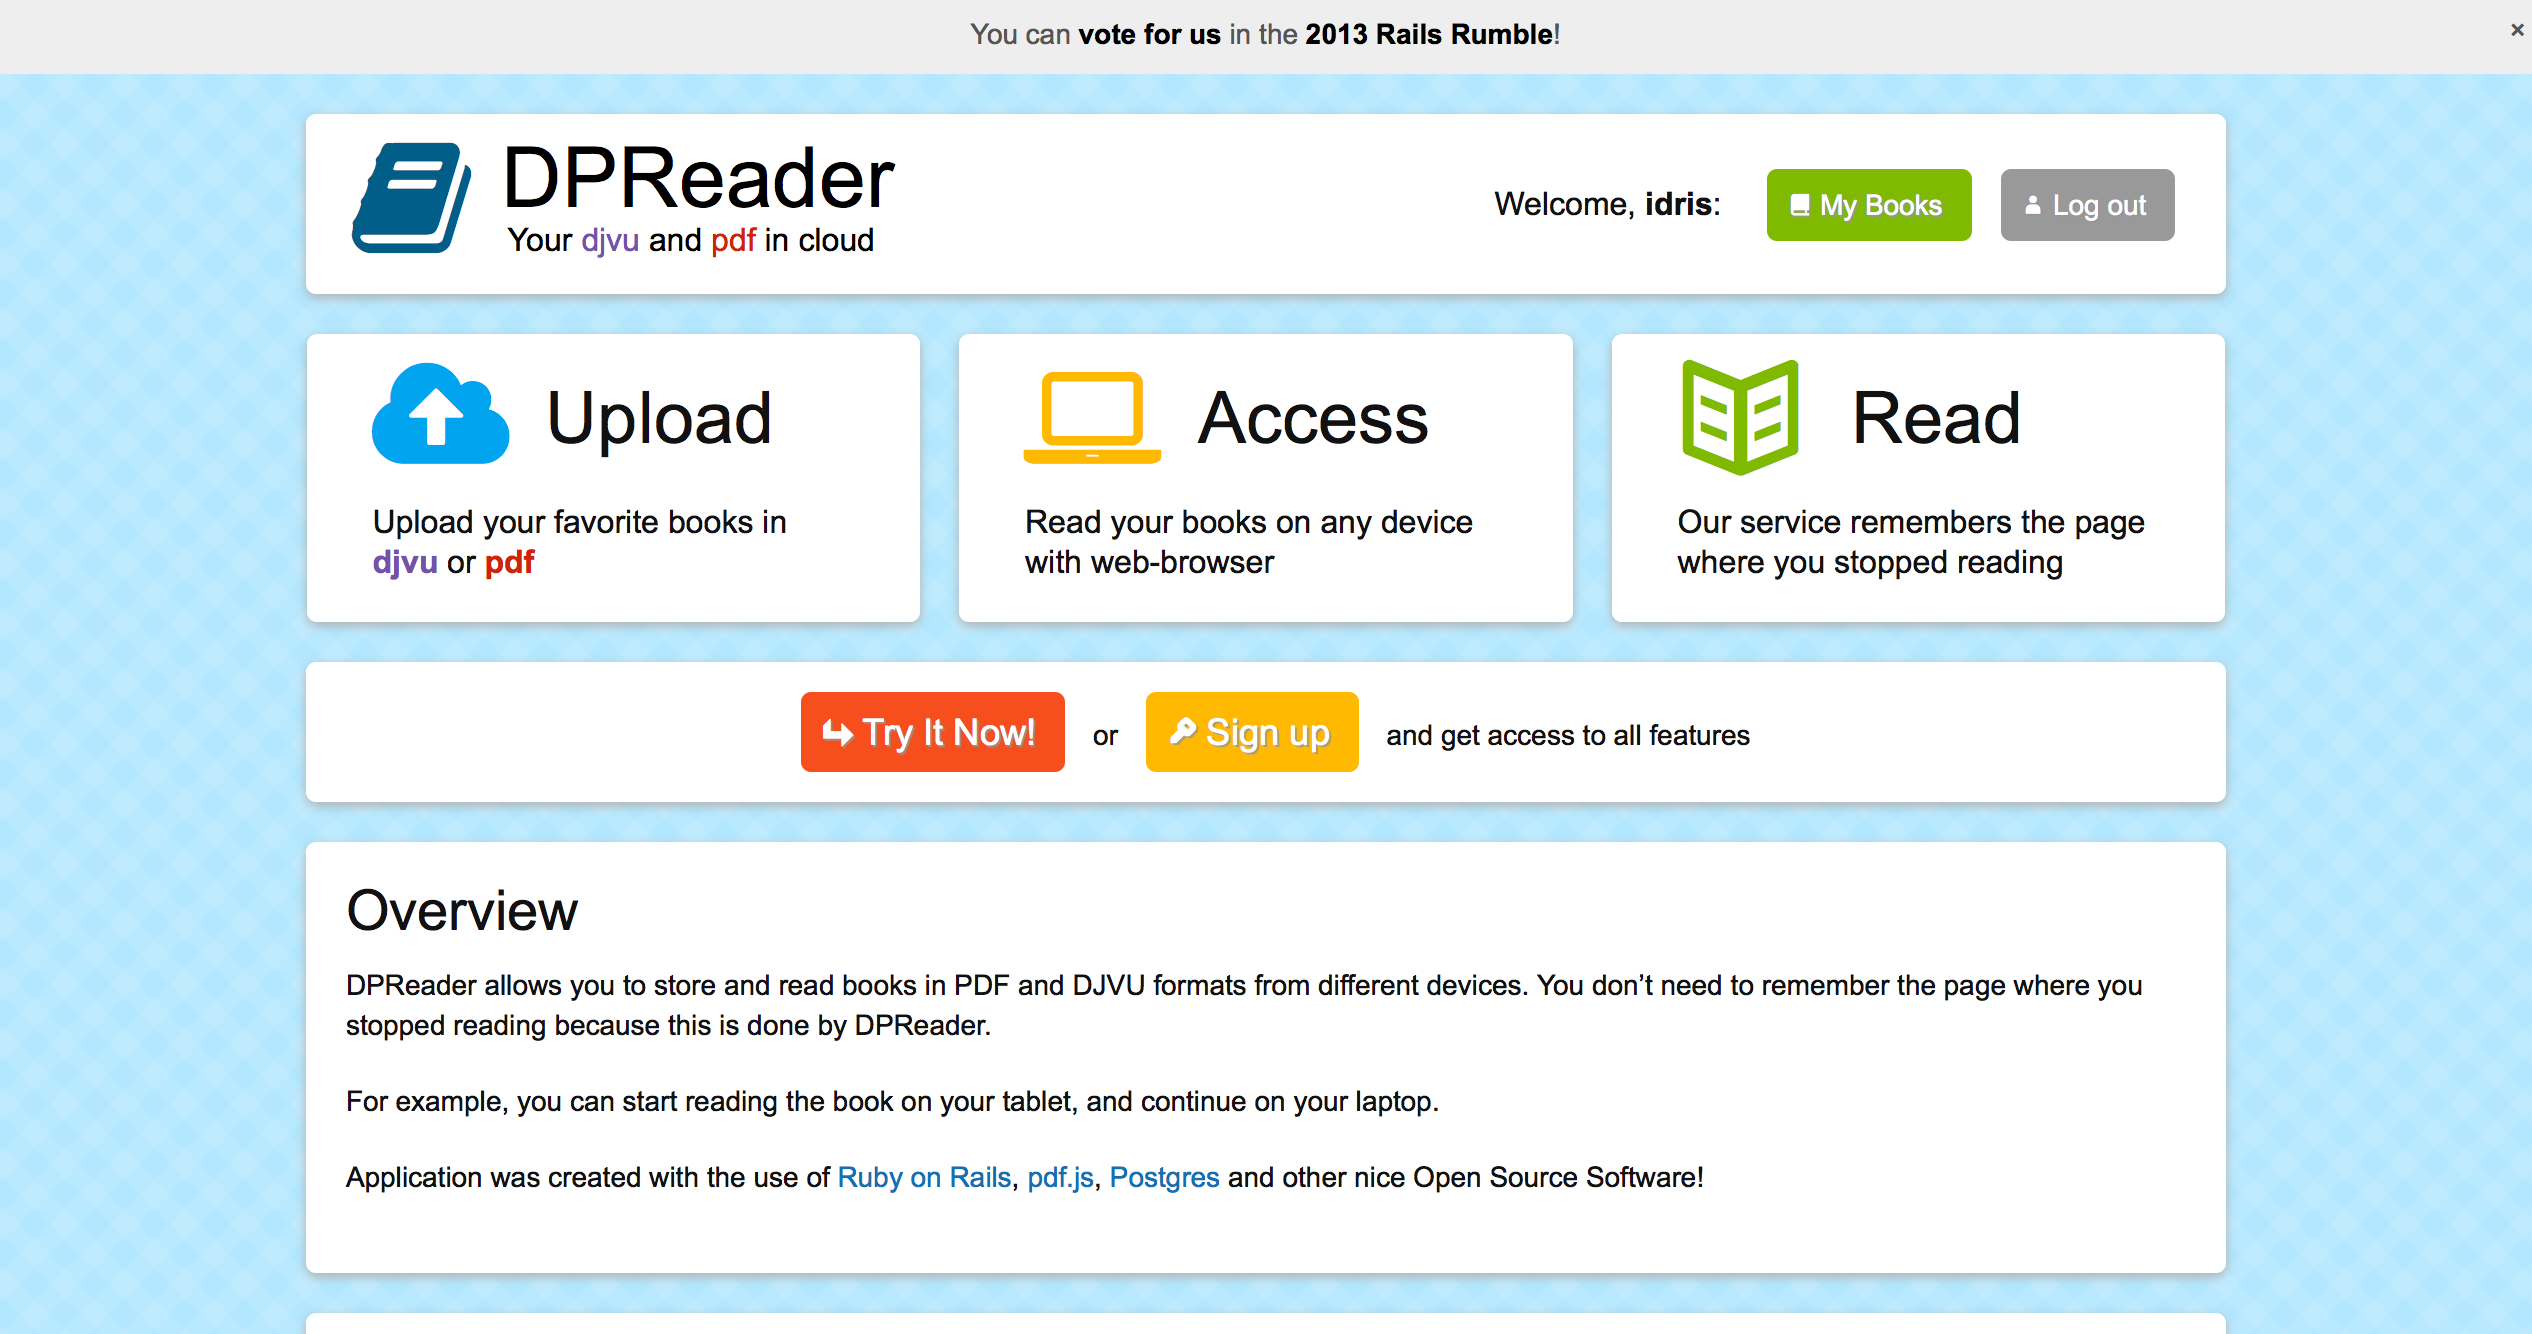 You can vote for us in the 2013 Rails Rumble!
×
DPReader
Your djvu and pdf in cloud
Welcome, idris:
My Books
Log out
Upload
Upload your favorite books in
djvu or pdf
Access
Read your books on any device
with web-browser
Read
Our service remembers the page
where you stopped reading
Try It Now! or Sign up and get access to all features
Overview
DPReader allows you to store and read books in PDF and DJVU formats from different devices. You don’t need to remember the page where you
stopped reading because this is done by DPReader.
For example, you can start reading the book on your tablet, and continue on your laptop.
Application was created with the use of Ruby on Rails, pdf.js, Postgres and other nice Open Source Software!